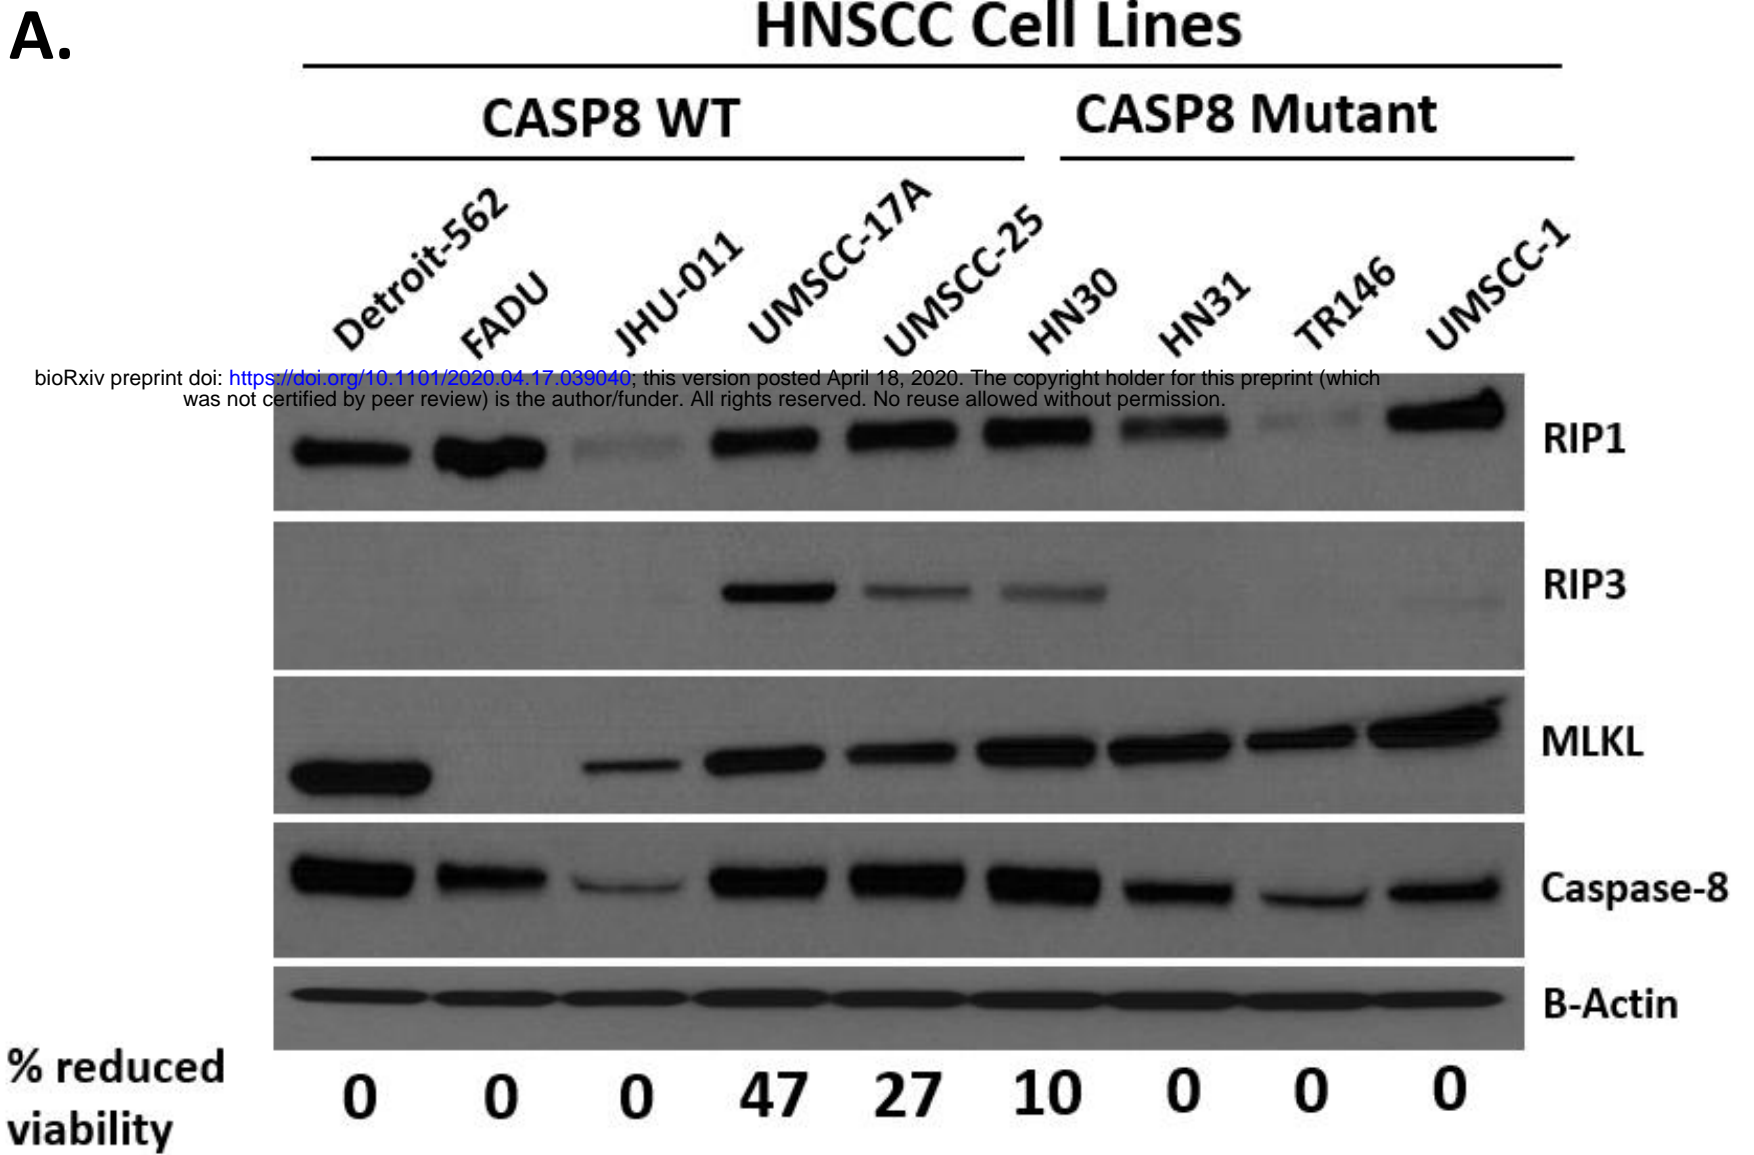 A.
HNSCC Cell Lines
CASP8 WT
CASP8 Mutant
Detroit-562
FADU
JHU-011
UMSCC-17A
UMSCC-25
HN30
HN31
TR146
UMSCC-1
bioRxiv preprint doi: https://doi.org/10.1101/2020.04.17.039040; this version posted April 18, 2020. The copyright holder for this preprint (which
was not certified by peer review) is the author/funder. All rights reserved. No reuse allowed without permission.
RIP1
RIP3
MLKL
Caspase-8
B-Actin
% reduced
viability
0 0 0 47 27 10 0 0 0